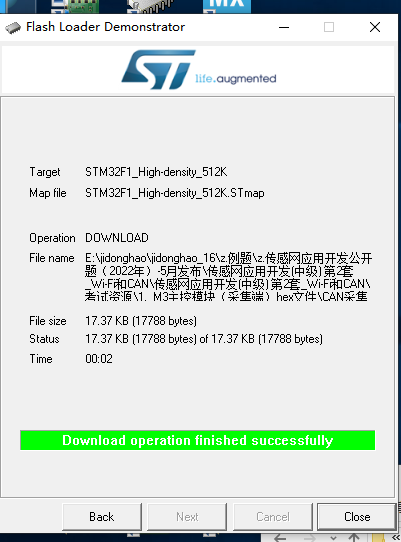 MX
Flash Loader Demonstrator
ST
life.augmented
Target STM32F1_High-density_512K
Map file STM32F1_High-density_512K.STmap
Operation DOWNLOAD
File name E:\jidonghao\jidonghao_16\z.例题\z.传感网应用开发公开
题（2022年）-5月发布\传感网应用开发(中级)第2套
_Wi-Fi和CAN\传感网应用开发(中级) 第2套_Wi-Fi和CAN\
考试资源\1. M3主控模块（采集端）hex文件\CAN采集
File size 17.37 KB (17788 bytes)
Status 17.37 KB (17788 bytes) of 17.37 KB (17788 bytes)
Time 00:02
Download operation finished successfully
Back Next Cancel Close